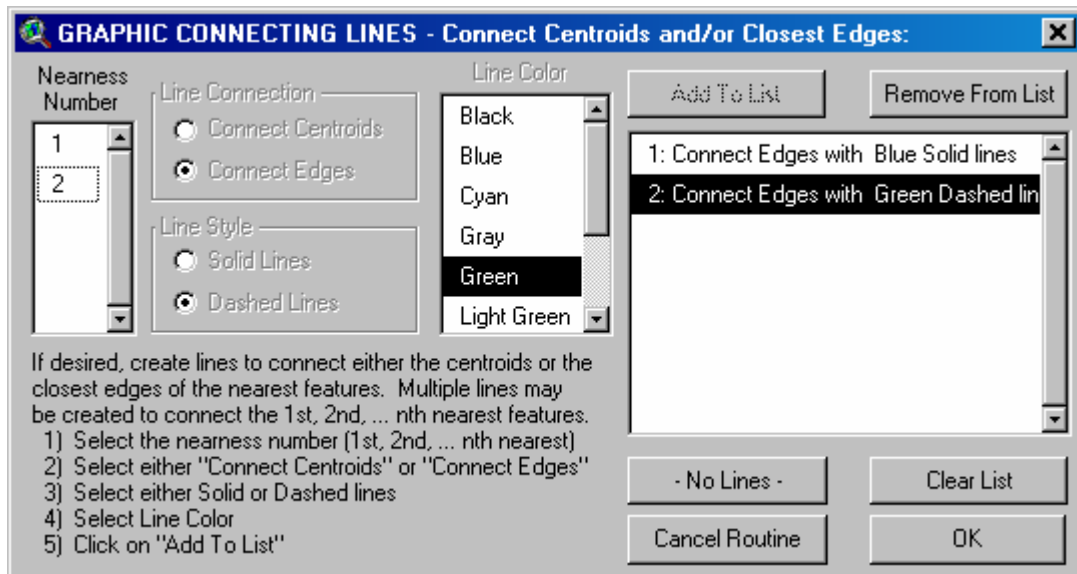 GRAPHIC CONNECTING LINES - Connect Centroids and/or Closest Edges:
Nearness
Number
1
2
Line Connection
Connect Centroids
Connect Edges
Line Style
Solid Lines
Dashed Lines
Line Color
Black
Blue
Cyan
Gray
Green
Light Green
Add To List
Remove From List
1: Connect Edges with Blue Solid lines
2: Connect Edges with Green Dashed lin
If desired, create lines to connect either the centroids or the
closest edges of the nearest features. Multiple lines may
be created to connect the 1st, 2nd, ... nth nearest features.
1) Select the nearness number (1st, 2nd, ... nth nearest)
2) Select either "Connect Centroids" or "Connect Edges"
3) Select either Solid or Dashed lines
4) Select Line Color
5) Click on "Add To List"
- No Lines -
Clear List
Cancel Routine
OK